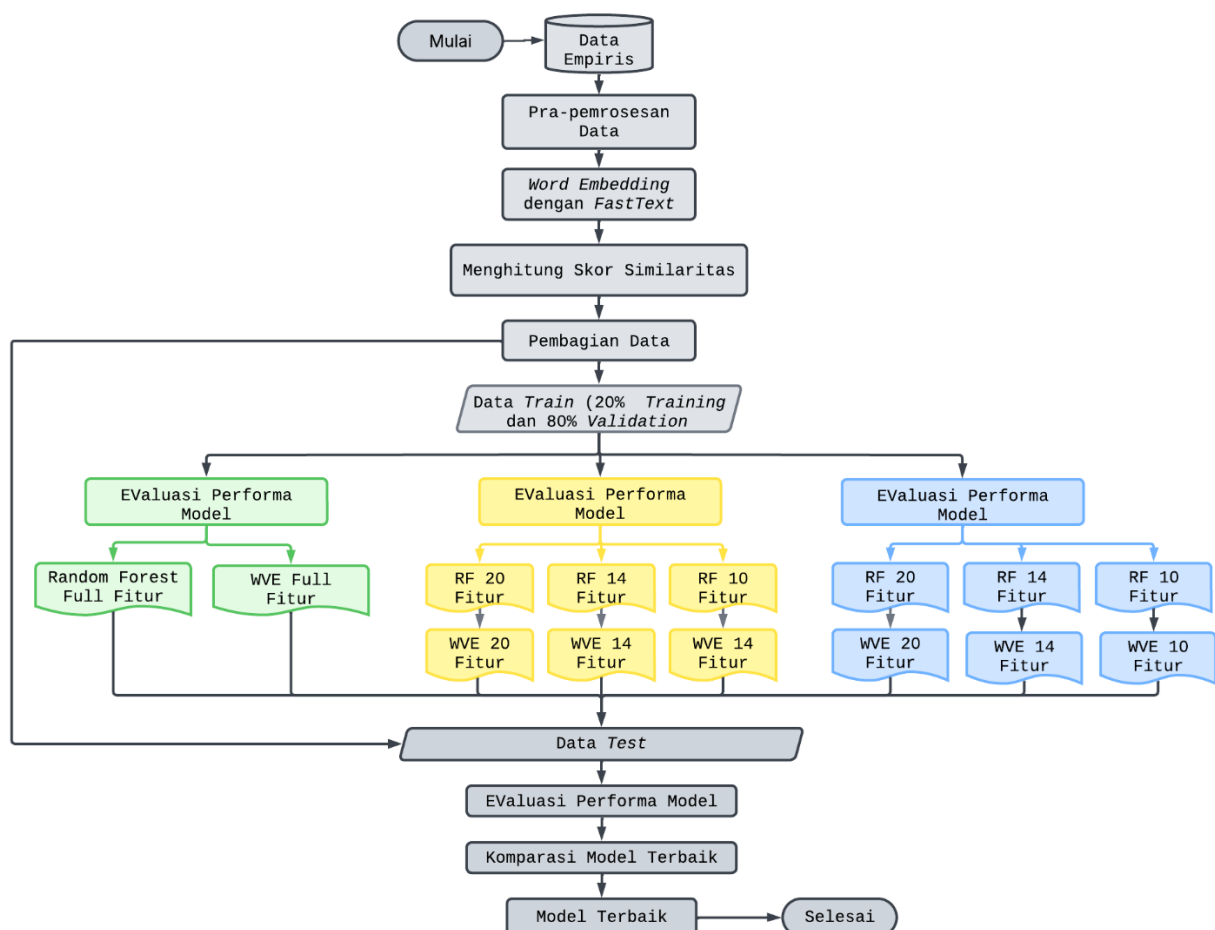 Mulai
Data
Empiris
Pra-pemrosesan
Data
Word Embedding
dengan FastText
Menghitung Skor Similaritas
Pembagian Data
Data Train (20% Training
dan 80% Validation
EValuasi Performa
Model
EValuasi Performa
Model
EValuasi Performa
Model
Random Forest
Full Fitur
WVE Full
Fitur
RF 20
Fitur
RF 14
Fitur
RF 10
Fitur
RF 20
Fitur
RF 14
Fitur
RF 10
Fitur
WVE 20
Fitur
WVE 14
Fitur
WVE 14
Fitur
WVE 20
Fitur
WVE 14
Fitur
WVE 10
Fitur
Data Test
EValuasi Performa Model
Komparasi Model Terbaik
Model Terbaik
Selesai